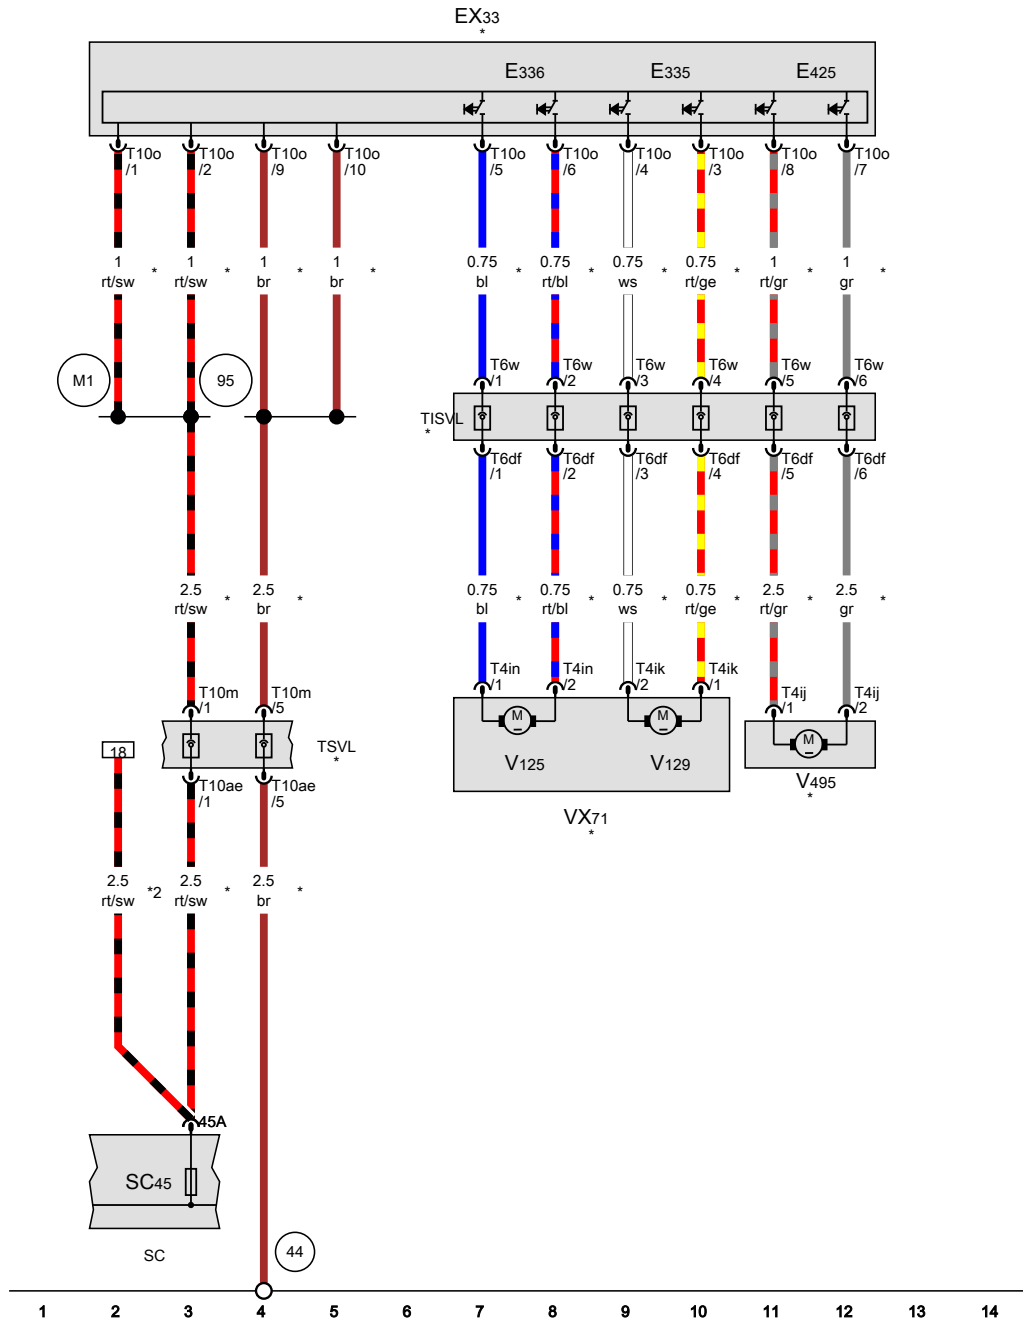 EX33
*
E336 E335 E425
T10o T10o T10o T10o T10o T10o T10o T10o T10o T10o
/1 /2 /9 /10 /5 /6 /4 /3 /8 /7
1 1 1 1 0.75 0.75 0.75 0.75 1 1
* * * * * * * * * *
rt/sw rt/sw br br bl rt/bl ws rt/ge rt/gr gr
T6w T6w T6w T6w T6w T6w
/1 /2 /3 /4 /5 /6
M1 95
TISVL
*
T6df T6df T6df T6df T6df T6df
/1 /2 /3 /4 /5 /6
2.5 2.5 0.75 0.75 0.75 0.75 2.5 2.5
* * * * * * * *
rt/sw br bl rt/bl ws rt/ge rt/gr gr
T4in T4in T4ik T4ik
/1 /2 /2 /1
T10m T10m T4ij T4ij
/1 /5 /1 /2
M M M
18 TSVL
*
V125 V129 V495
*
T10ae T10ae
/1 /5
VX71
*
2.5 2.5 2.5
*2 * *
rt/sw rt/sw br
45A
SC45
SC 44
1 2 3 4 5 6 7 8 9 10 11 12 13 14